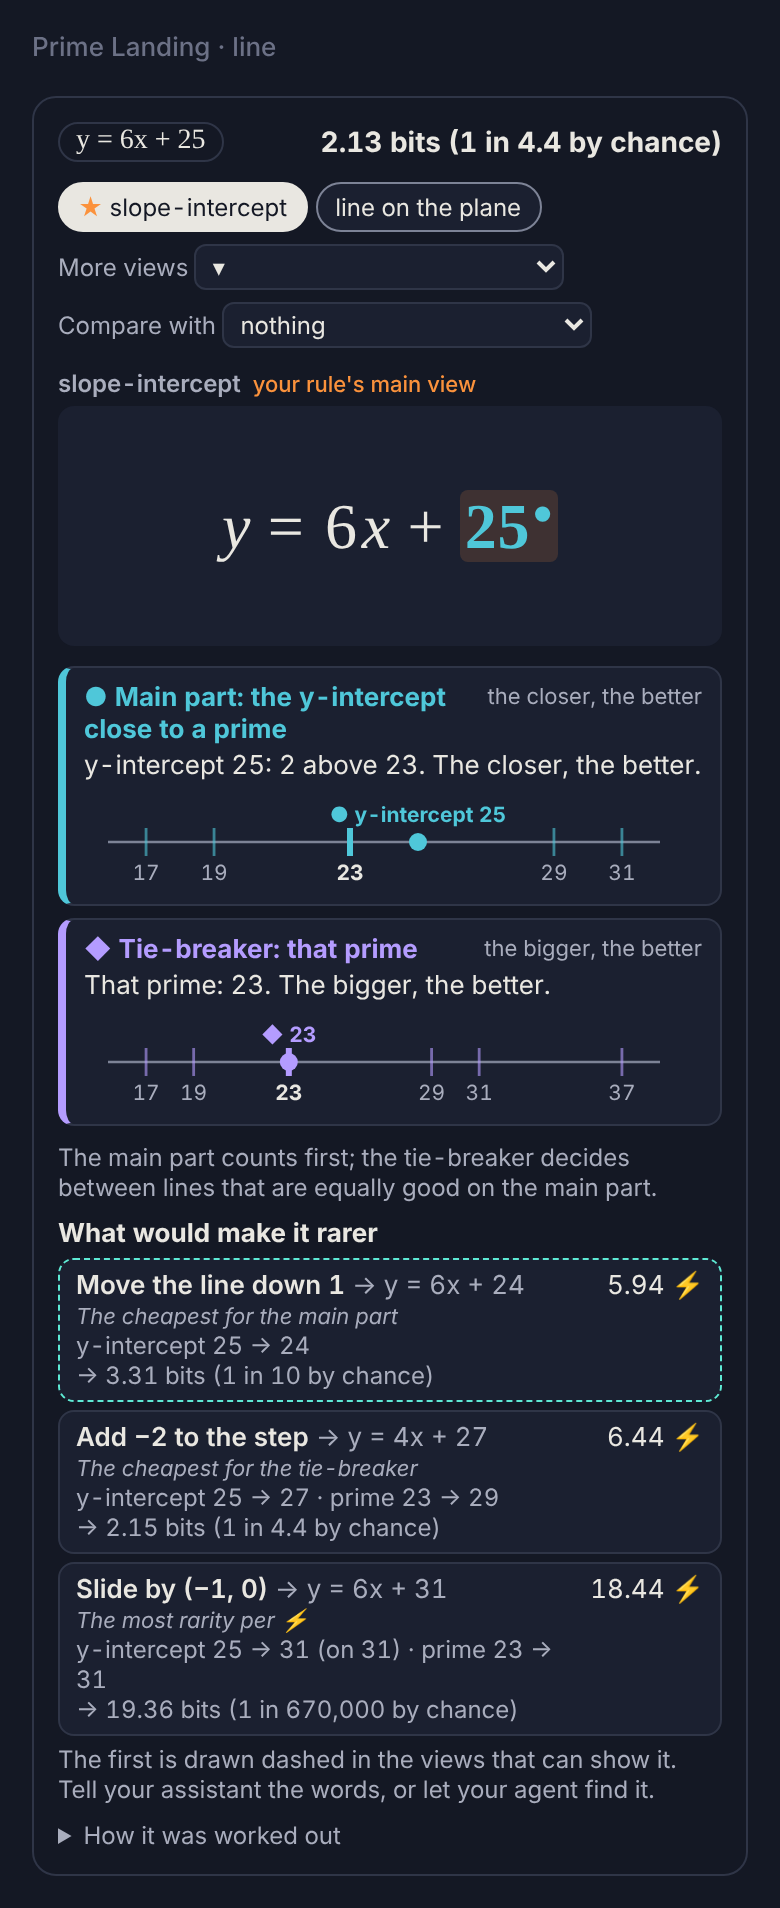 Prime Landing · line
y = 6x + 25
2.13 bits (1 in 4.4 by chance)
★ slope-intercept
line on the plane
More views ▾
Compare with nothing
slope-intercept your rule's main view
y = 6x + 25
Main part: the y-intercept close to a prime
the closer, the better
y-intercept 25: 2 above 23. The closer, the better.
y-intercept 25
17 19 23 29 31
Tie-breaker: that prime
the bigger, the better
That prime: 23. The bigger, the better.
23
17 19 23 29 31 37
The main part counts first; the tie-breaker decides
between lines that are equally good on the main part.
What would make it rarer
Move the line down 1 → y = 6x + 24 5.94 ⚡
The cheapest for the main part
y-intercept 25 → 24
→ 3.31 bits (1 in 10 by chance)
Add −2 to the step → y = 4x + 27 6.44 ⚡
The cheapest for the tie-breaker
y-intercept 25 → 27 · prime 23 → 29
→ 2.15 bits (1 in 4.4 by chance)
Slide by (−1, 0) → y = 6x + 31 18.44 ⚡
The most rarity per ⚡
y-intercept 25 → 31 (on 31) · prime 23 →
31
→ 19.36 bits (1 in 670,000 by chance)
The first is drawn dashed in the views that can show it.
Tell your assistant the words, or let your agent find it.
▶ How it was worked out